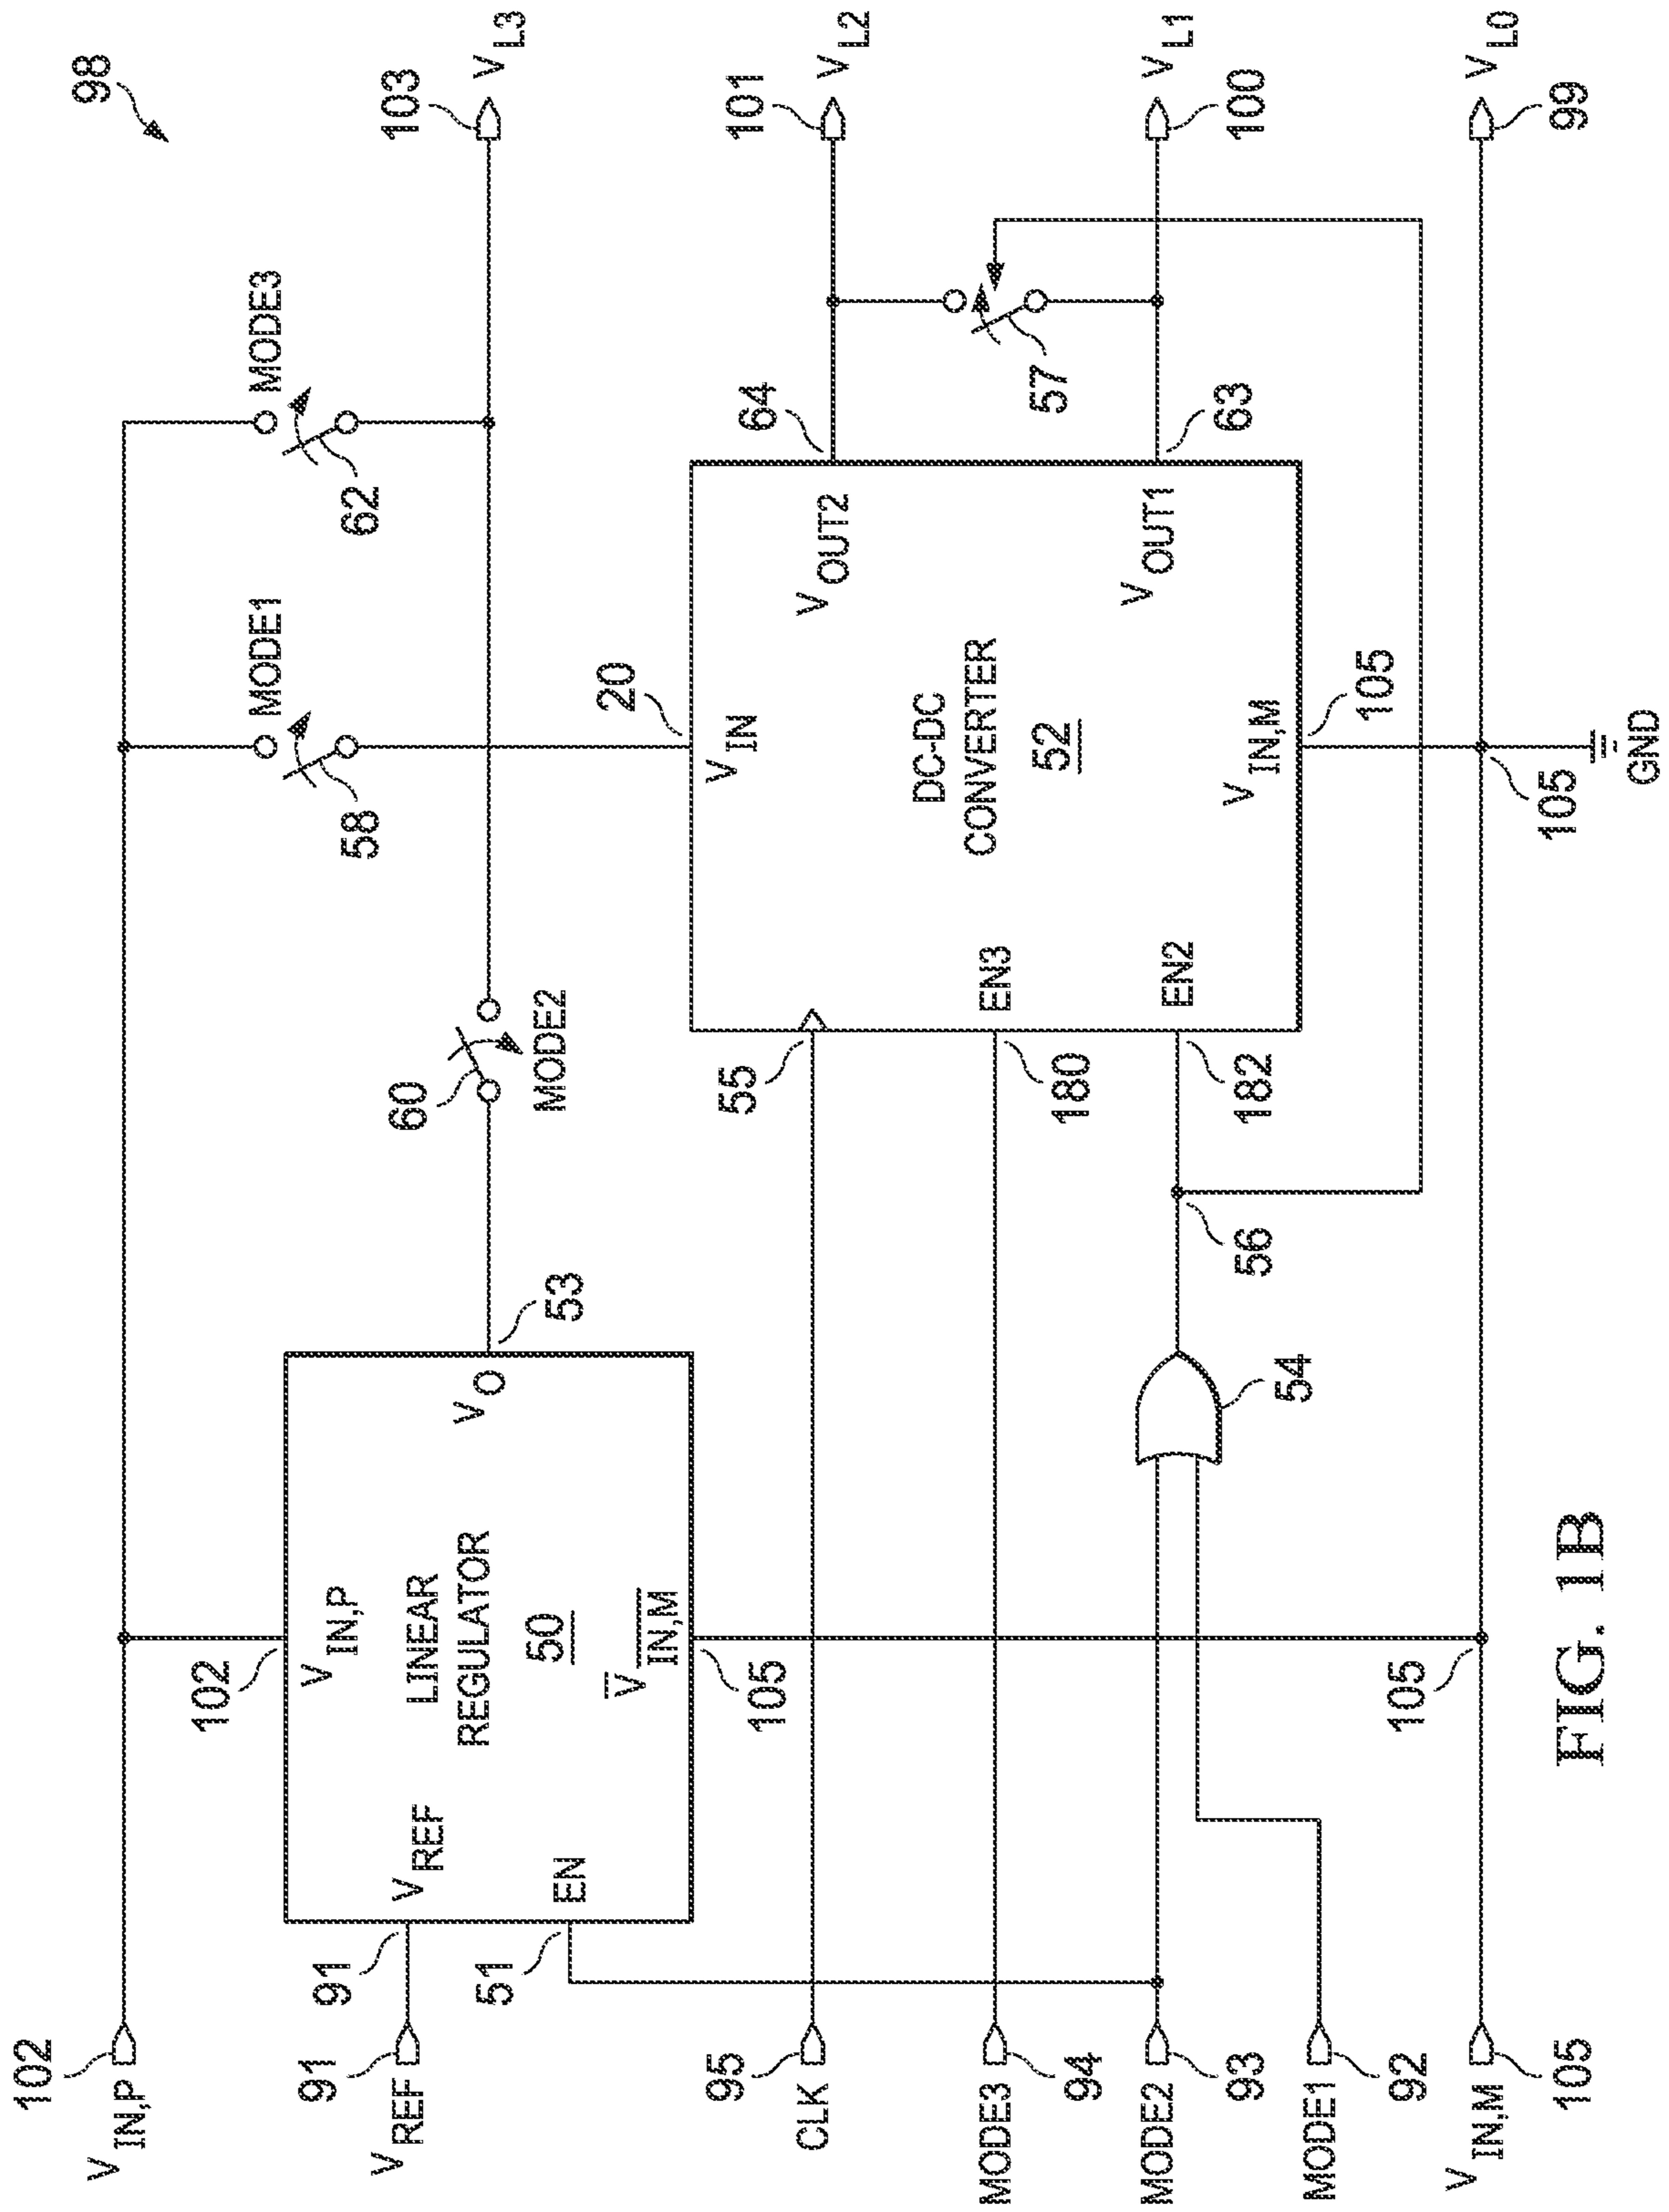 98
102
V IN,P
102
V IN,P
LINEAR
REGULATOR
50
V REF
91
V REF
91
EN
51
V IN,M
105
V O
53
60
MODE2
MODE1
58
MODE3
62
103
V L3
95
CLK
55
20
V IN
DC-DC
CONVERTER
52
V OUT2
64
101
V L2
MODE3
94
EN3
180
57
MODE2
93
54
56
EN2
182
V OUT1
63
100
V L1
MODE1
92
V IN,M
105
V IN,M
105
105
105
GND
99
V L0
FIG. 1B